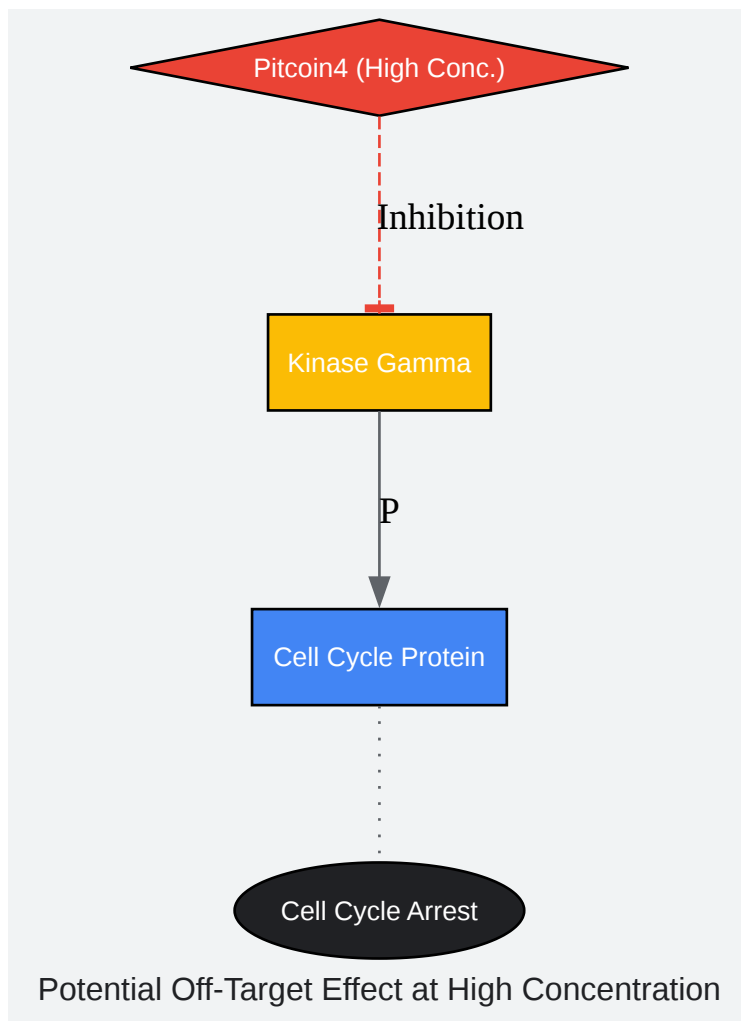 Pitcoin4 (High Conc.)
Inhibition
Kinase Gamma
P
Cell Cycle Protein
Cell Cycle Arrest
Potential Off-Target Effect at High Concentration